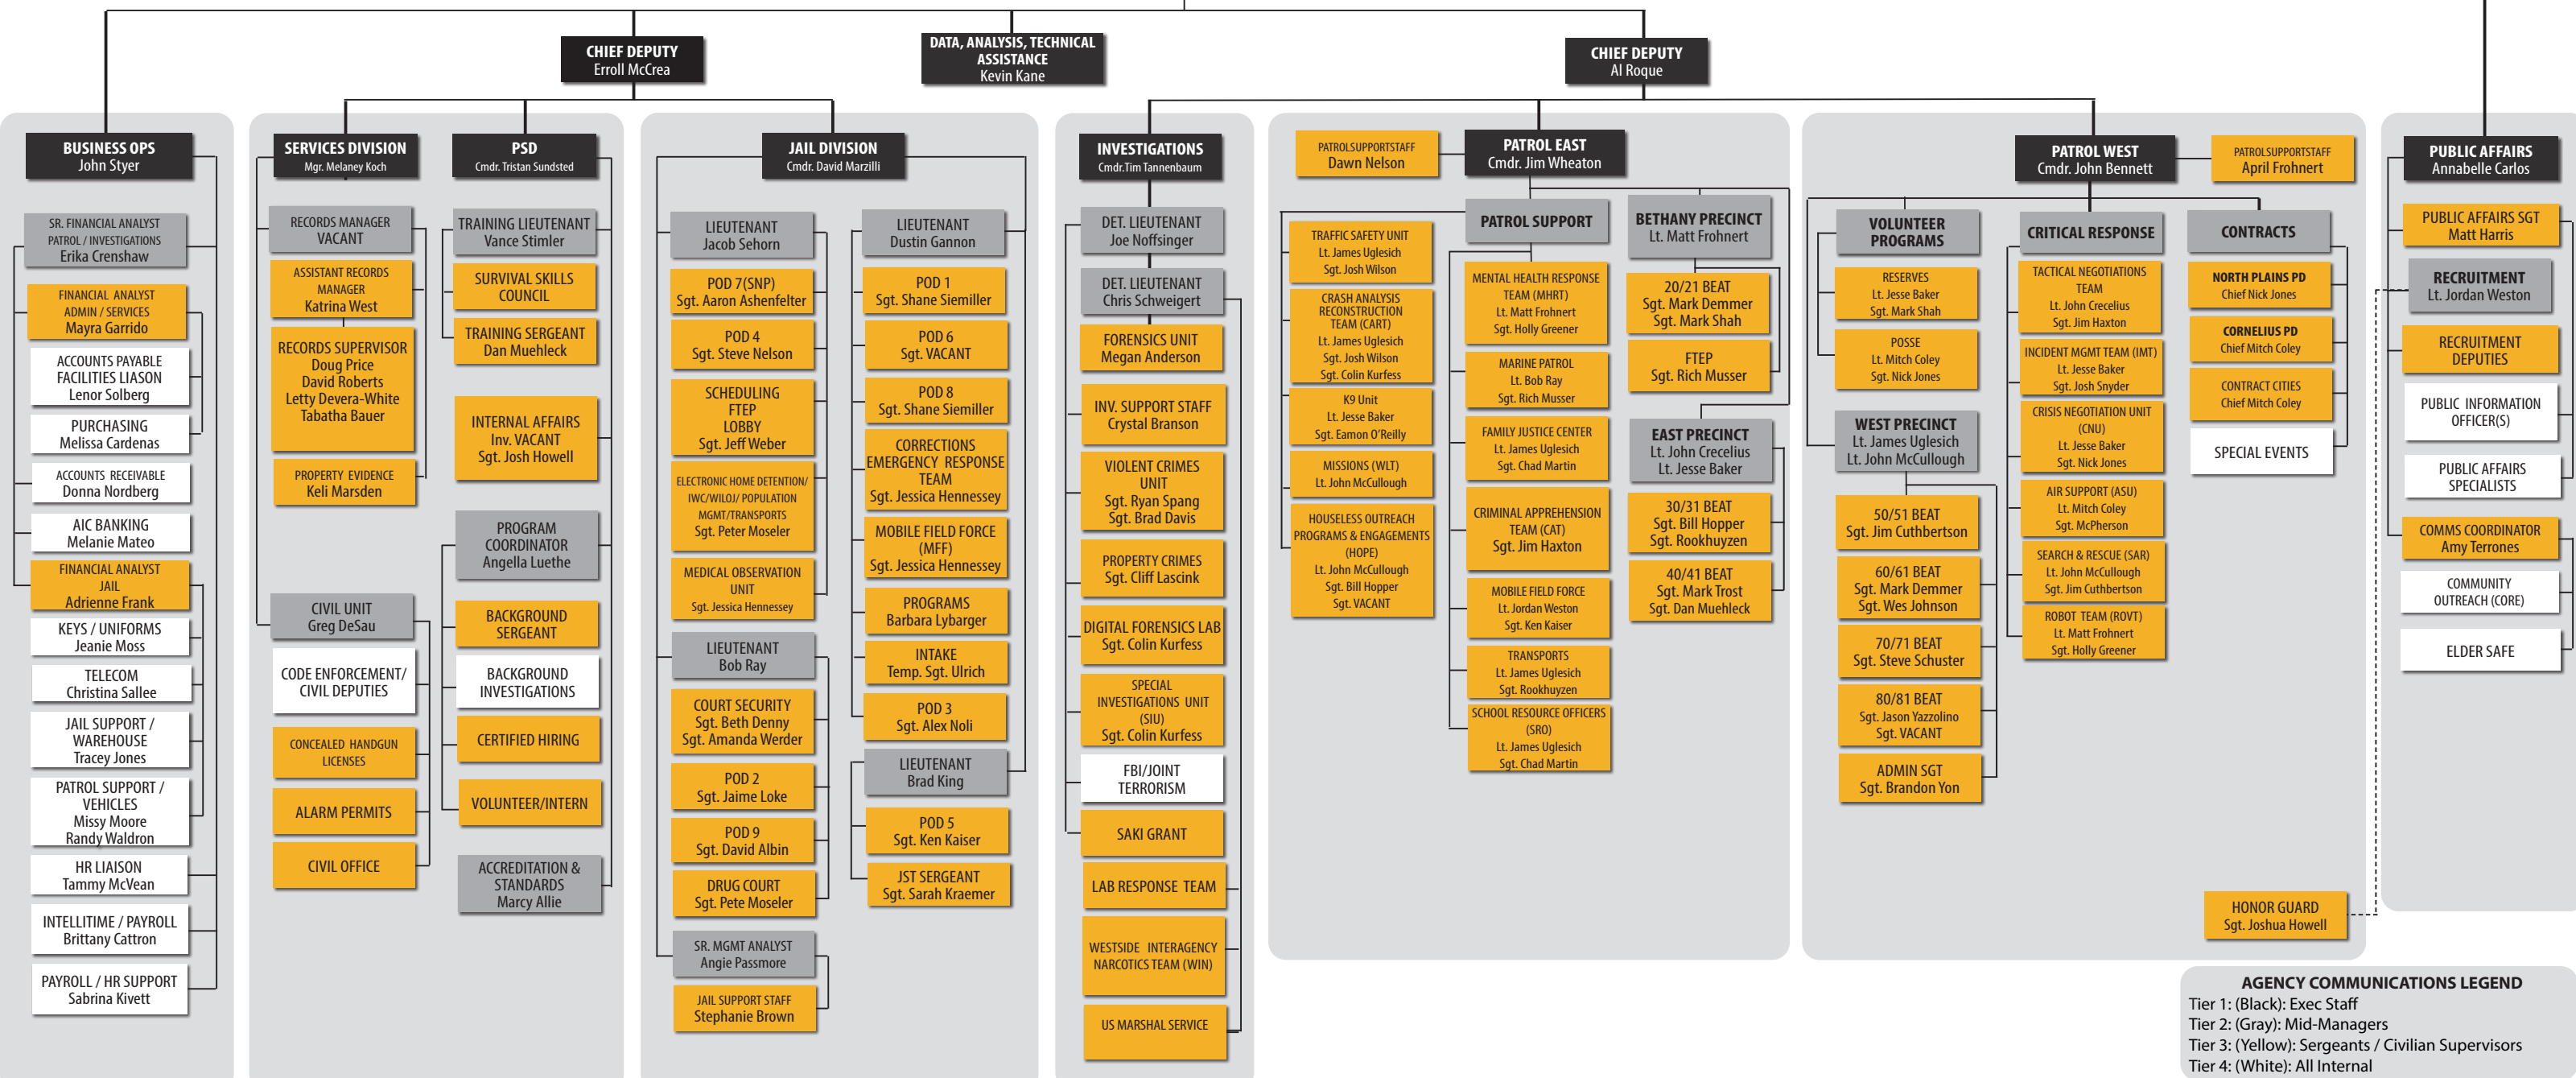 CHIEF DEPUTY
Erroll McCrea
DATA, ANALYSIS, TECHNICAL
ASSISTANCE
Kevin Kane
CHIEF DEPUTY
Al Roque
BUSINESS OPS
John Styer
SR. FINANCIAL ANALYST
PATROL / INVESTIGATIONS
Erika Crenshaw
FINANCIAL ANALYST
ADMIN / SERVICES
Mayra Garrido
ACCOUNTS PAYABLE
FACILITIES LIASON
Lenor Solberg
PURCHASING
Melissa Cardenas
ACCOUNTS RECEIVABLE
Donna Nordberg
AIC BANKING
Melanie Mateo
FINANCIAL ANALYST
JAIL
Adrienne Frank
KEYS / UNIFORMS
Jeanie Moss
TELECOM
Christina Sallee
JAIL SUPPORT /
WAREHOUSE
Tracey Jones
PATROL SUPPORT /
VEHICLES
Missy Moore
Randy Waldron
HR LIAISON
Tammy McVean
INTELLITIME / PAYROLL
Brittany Cattron
PAYROLL / HR SUPPORT
Sabrina Kivett
SERVICES DIVISION
Mgr. Melaney Koch
RECORDS MANAGER
VACANT
ASSISTANT RECORDS
MANAGER
Katrina West
RECORDS SUPERVISOR
Doug Price
David Roberts
Letty Devera-White
Tabatha Bauer
PROPERTY EVIDENCE
Keli Marsden
CIVIL UNIT
Greg DeSau
CODE ENFORCEMENT/
CIVIL DEPUTIES
CONCEALED HANDGUN
LICENSES
ALARM PERMITS
CIVIL OFFICE
PSD
Cmdr. Tristan Sundsted
TRAINING LIEUTENANT
Vance Stimler
SURVIVAL SKILLS
COUNCIL
TRAINING SERGEANT
Dan Muehleck
INTERNAL AFFAIRS
Inv. VACANT
Sgt. Josh Howell
PROGRAM
COORDINATOR
Angella Luethe
BACKGROUND
SERGEANT
BACKGROUND
INVESTIGATIONS
CERTIFIED HIRING
VOLUNTEER/INTERN
ACCREDITATION &
STANDARDS
Marcy Allie
JAIL DIVISION
Cmdr. David Marzilli
LIEUTENANT
Jacob Sehorn
POD 7(SNP)
Sgt. Aaron Ashenfelter
POD 4
Sgt. Steve Nelson
SCHEDULING
FTEP
LOBBY
Sgt. Jeff Weber
ELECTRONIC HOME DETENTION/
IWC/WILOJ/ POPULATION
MGMT/TRANSPORTS
Sgt. Peter Moseler
MEDICAL OBSERVATION
UNIT
Sgt. Jessica Hennessey
LIEUTENANT
Bob Ray
COURT SECURITY
Sgt. Beth Denny
Sgt. Amanda Werder
POD 2
Sgt. Jaime Loke
POD 9
Sgt. David Albin
DRUG COURT
Sgt. Pete Moseler
SR. MGMT ANALYST
Angie Passmore
JAIL SUPPORT STAFF
Stephanie Brown
LIEUTENANT
Dustin Gannon
POD 1
Sgt. Shane Siemiller
POD 6
Sgt. VACANT
POD 8
Sgt. Shane Siemiller
CORRECTIONS
EMERGENCY RESPONSE
TEAM
Sgt. Jessica Hennessey
MOBILE FIELD FORCE
(MFF)
Sgt. Jessica Hennessey
PROGRAMS
Barbara Lybarger
INTAKE
Temp. Sgt. Ulrich
POD 3
Sgt. Alex Noli
LIEUTENANT
Brad King
POD 5
Sgt. Ken Kaiser
JST SERGEANT
Sgt. Sarah Kraemer
INVESTIGATIONS
Cmdr.Tim Tannenbaum
DET. LIEUTENANT
Joe Noffsinger
DET. LIEUTENANT
Chris Schweigert
FORENSICS UNIT
Megan Anderson
INV. SUPPORT STAFF
Crystal Branson
VIOLENT CRIMES
UNIT
Sgt. Ryan Spang
Sgt. Brad Davis
PROPERTY CRIMES
Sgt. Cliff Lascink
DIGITAL FORENSICS LAB
Sgt. Colin Kurfess
SPECIAL
INVESTIGATIONS UNIT
(SIU)
Sgt. Colin Kurfess
FBI/JOINT
TERRORISM
SAKI GRANT
LAB RESPONSE TEAM
WESTSIDE INTERAGENCY
NARCOTICS TEAM (WIN)
US MARSHAL SERVICE
PATROLSUPPORTSTAFF
Dawn Nelson
PATROL EAST
Cmdr. Jim Wheaton
TRAFFIC SAFETY UNIT
Lt. James Uglesich
Sgt. Josh Wilson
CRASH ANALYSIS
RECONSTRUCTION
TEAM (CART)
Lt. James Uglesich
Sgt. Josh Wilson
Sgt. Colin Kurfess
K9 Unit
Lt. Jesse Baker
Sgt. Eamon O'Reilly
MISSIONS (WLT)
Lt. John McCullough
HOUSELESS OUTREACH
PROGRAMS & ENGAGEMENTS
(HOPE)
Lt. John McCullough
Sgt. Bill Hopper
Sgt. VACANT
PATROL SUPPORT
MENTAL HEALTH RESPONSE
TEAM (MHRT)
Lt. Matt Frohnert
Sgt. Holly Greener
MARINE PATROL
Lt. Bob Ray
Sgt. Rich Musser
FAMILY JUSTICE CENTER
Lt. James Uglesich
Sgt. Chad Martin
CRIMINAL APPREHENSION
TEAM (CAT)
Sgt. Jim Haxton
MOBILE FIELD FORCE
Lt. Jordan Weston
Sgt. Ken Kaiser
TRANSPORTS
Lt. James Uglesich
Sgt. Rookhuyzen
SCHOOL RESOURCE OFFICERS
(SRO)
Lt. James Uglesich
Sgt. Chad Martin
BETHANY PRECINCT
Lt. Matt Frohnert
20/21 BEAT
Sgt. Mark Demmer
Sgt. Mark Shah
FTEP
Sgt. Rich Musser
EAST PRECINCT
Lt. John Crecelius
Lt. Jesse Baker
30/31 BEAT
Sgt. Bill Hopper
Sgt. Rookhuyzen
40/41 BEAT
Sgt. Mark Trost
Sgt. Dan Muehleck
PATROL WEST
Cmdr. John Bennett
PATROLSUPPORTSTAFF
April Frohnert
VOLUNTEER
PROGRAMS
RESERVES
Lt. Jesse Baker
Sgt. Mark Shah
POSSE
Lt. Mitch Coley
Sgt. Nick Jones
WEST PRECINCT
Lt. James Uglesich
Lt. John McCullough
50/51 BEAT
Sgt. Jim Cuthbertson
60/61 BEAT
Sgt. Mark Demmer
Sgt. Wes Johnson
70/71 BEAT
Sgt. Steve Schuster
80/81 BEAT
Sgt. Jason Yazzolino
Sgt. VACANT
ADMIN SGT
Sgt. Brandon Yon
CRITICAL RESPONSE
TACTICAL NEGOTIATIONS
TEAM
Lt. John Crecelius
Sgt. Jim Haxton
INCIDENT MGMT TEAM (IMT)
Lt. Jesse Baker
Sgt. Josh Snyder
CRISIS NEGOTIATION UNIT
(CNU)
Lt. Jesse Baker
Sgt. Nick Jones
AIR SUPPORT (ASU)
Lt. Mitch Coley
Sgt. McPherson
SEARCH & RESCUE (SAR)
Lt. John McCullough
Sgt. Jim Cuthbertson
ROBOT TEAM (ROVT)
Lt. Matt Frohnert
Sgt. Holly Greener
CONTRACTS
NORTH PLAINS PD
Chief Nick Jones
CORNELIUS PD
Chief Mitch Coley
CONTRACT CITIES
Chief Mitch Coley
SPECIAL EVENTS
HONOR GUARD
Sgt. Joshua Howell
PUBLIC AFFAIRS
Annabelle Carlos
PUBLIC AFFAIRS SGT
Matt Harris
RECRUITMENT
Lt. Jordan Weston
RECRUITMENT
DEPUTIES
PUBLIC INFORMATION
OFFICER(S)
PUBLIC AFFAIRS
SPECIALISTS
COMMS COORDINATOR
Amy Terrones
COMMUNITY
OUTREACH (CORE)
ELDER SAFE
AGENCY COMMUNICATIONS LEGEND
Tier 1: (Black): Exec Staff
Tier 2: (Gray): Mid-Managers
Tier 3: (Yellow): Sergeants / Civilian Supervisors
Tier 4: (White): All Internal